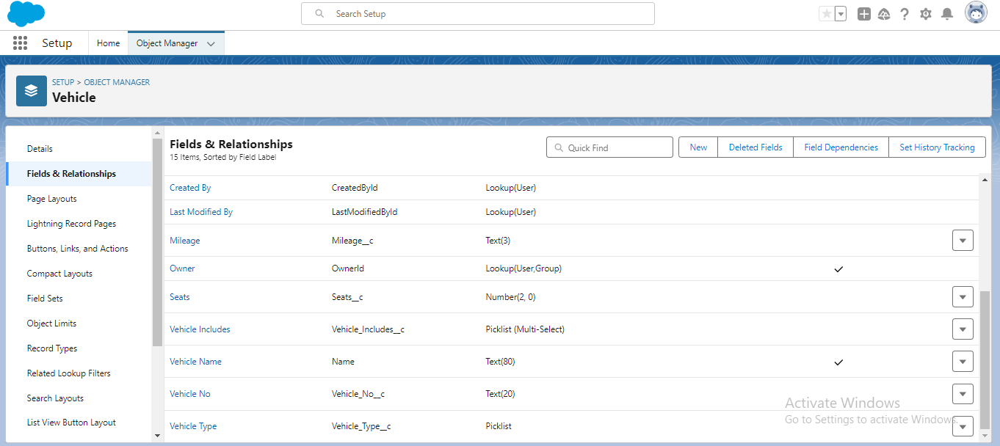 Search Setup
Setup
Home
Object Manager
SETUP > OBJECT MANAGER
Vehicle
Details
Fields & Relationships
Page Layouts
Lightning Record Pages
Buttons, Links, and Actions
Compact Layouts
Field Sets
Object Limits
Record Types
Related Lookup Filters
Search Layouts
List View Button Layout
Fields & Relationships
15 Items, Sorted by Field Label
Quick Find
New
Deleted Fields
Field Dependencies
Set History Tracking
Created By CreatedById Lookup(User)
Last Modified By LastModifiedById Lookup(User)
Mileage Mileage__c Text(3)
Owner OwnerId Lookup(User,Group)
Seats Seats__c Number(2, 0)
Vehicle Includes Vehicle_Includes__c Picklist (Multi-Select)
Vehicle Name Name Text(80)
Vehicle No Vehicle_No__c Text(20)
Vehicle Type Vehicle_Type__c Picklist
Activate Windows
Go to Settings to activate Windows.